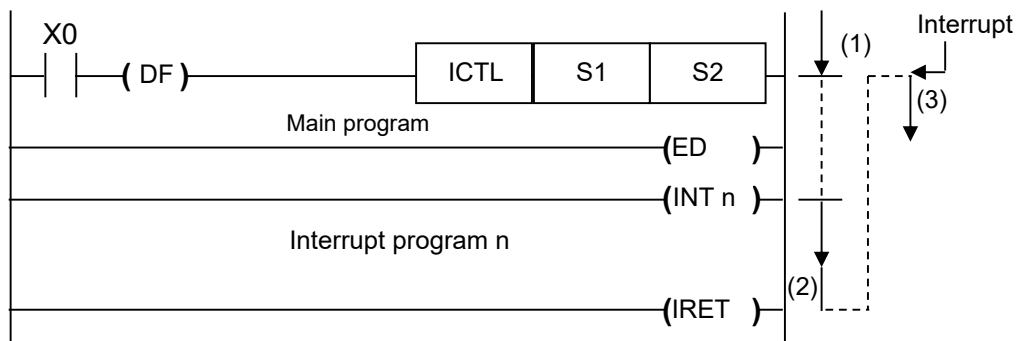 X0
( DF )
ICTL S1 S2
(1)
Interrupt
(3)
Main program
(ED )
(INT n )
Interrupt program n
(2)
(IRET )